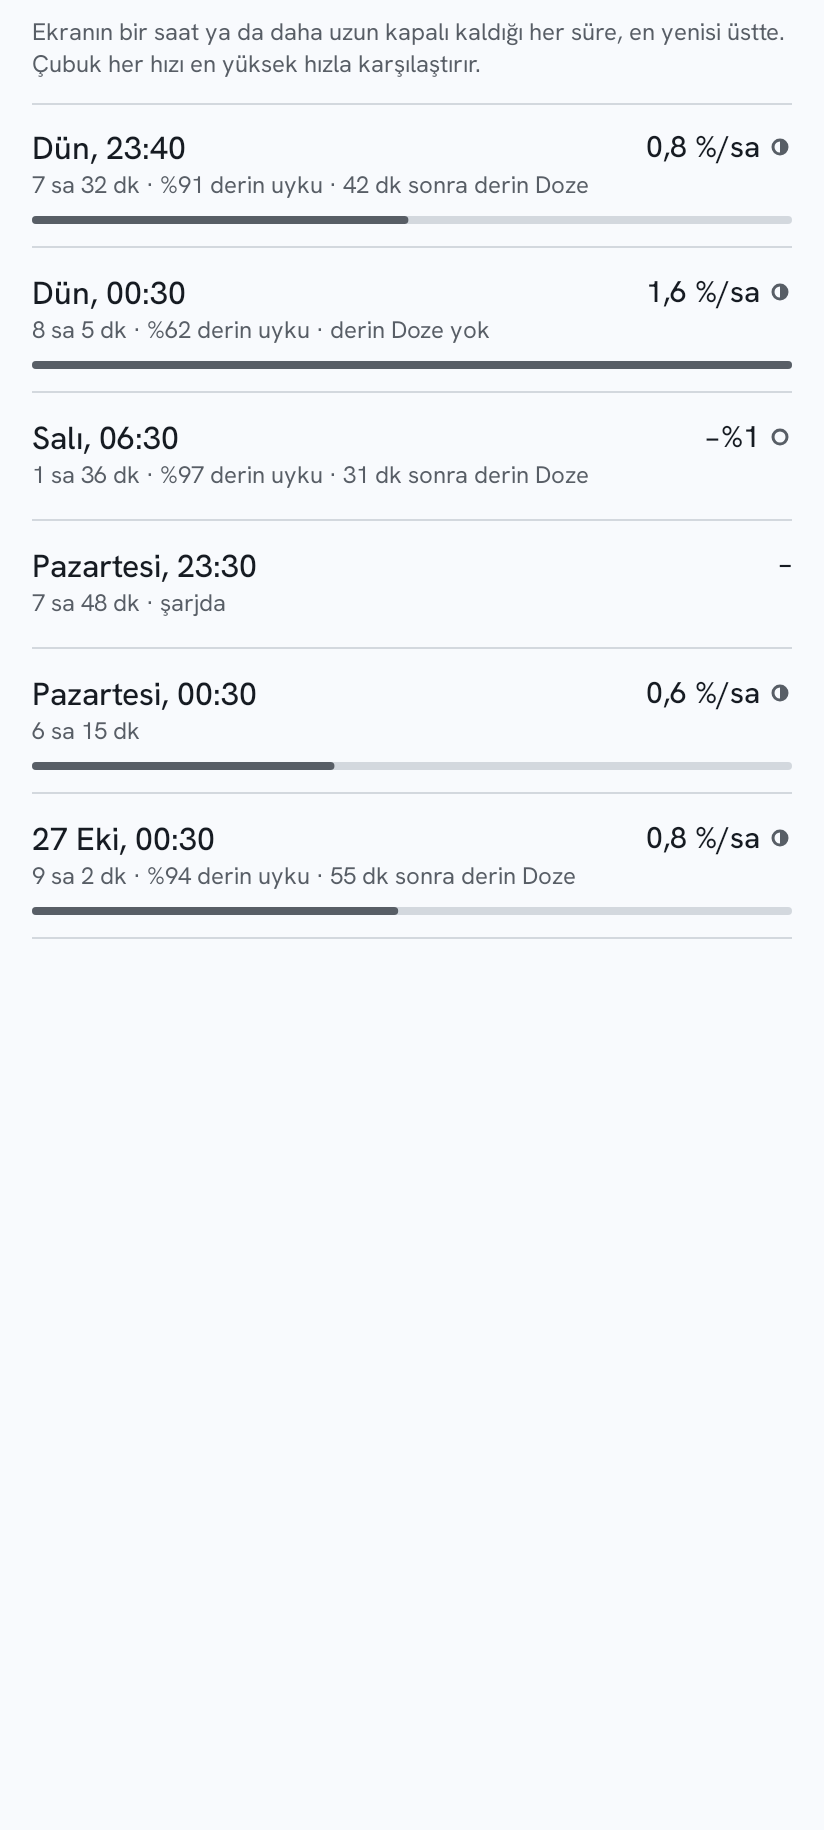 Ekranın bir saat ya da daha uzun kapalı kaldığı her süre, en yenisi üstte.
Çubuk her hızı en yüksek hızla karşılaştırır.
Dün, 23:40 0,8 %/sa
7 sa 32 dk · %91 derin uyku · 42 dk sonra derin Doze
Dün, 00:30 1,6 %/sa
8 sa 5 dk · %62 derin uyku · derin Doze yok
Salı, 06:30 −%1
1 sa 36 dk · %97 derin uyku · 31 dk sonra derin Doze
Pazartesi, 23:30 –
7 sa 48 dk · şarjda
Pazartesi, 00:30 0,6 %/sa
6 sa 15 dk
27 Eki, 00:30 0,8 %/sa
9 sa 2 dk · %94 derin uyku · 55 dk sonra derin Doze